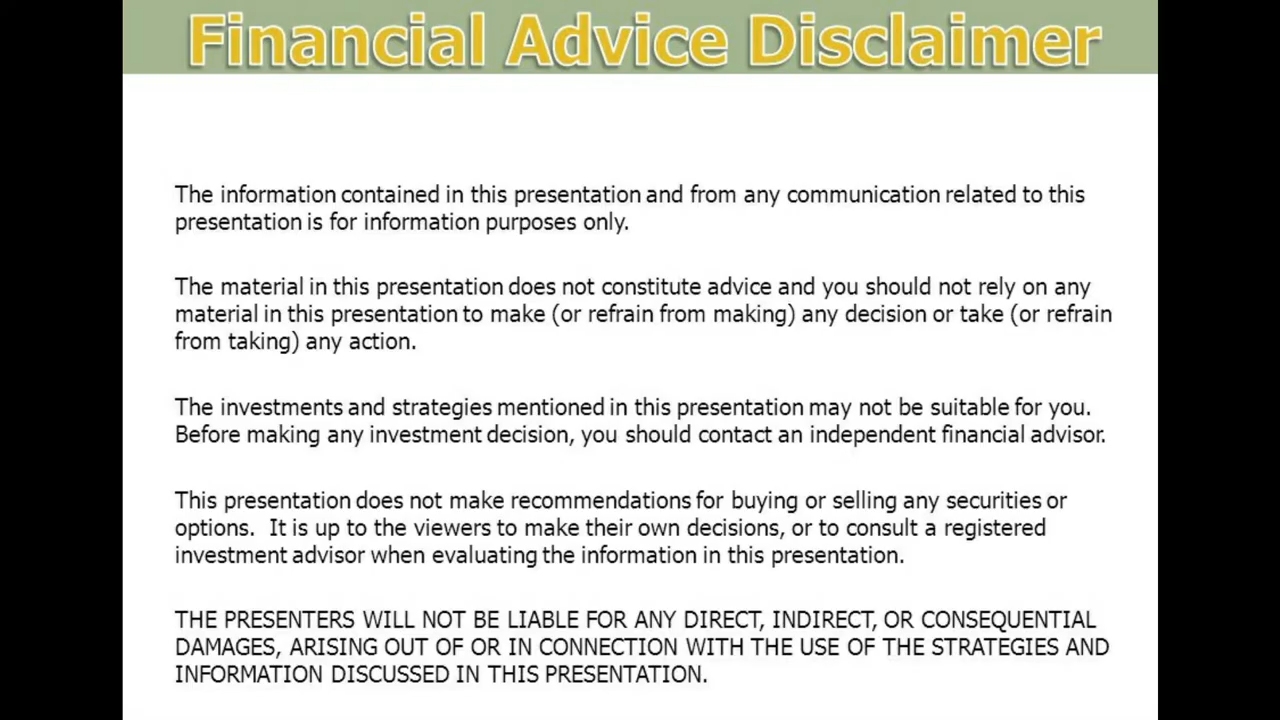 Financial Advice Disclaimer
The information contained in this presentation and from any communication related to this
presentation is for information purposes only.
The material in this presentation does not constitute advice and you should not rely on any
material in this presentation to make (or refrain from making) any decision or take (or refrain
from taking) any action.
The investments and strategies mentioned in this presentation may not be suitable for you.
Before making any investment decision, you should contact an independent financial advisor.
This presentation does not make recommendations for buying or selling any securities or
options.  It is up to the viewers to make their own decisions, or to consult a registered
investment advisor when evaluating the information in this presentation.
THE PRESENTERS WILL NOT BE LIABLE FOR ANY DIRECT, INDIRECT, OR CONSEQUENTIAL
DAMAGES, ARISING OUT OF OR IN CONNECTION WITH THE USE OF THE STRATEGIES AND
INFORMATION DISCUSSED IN THIS PRESENTATION.